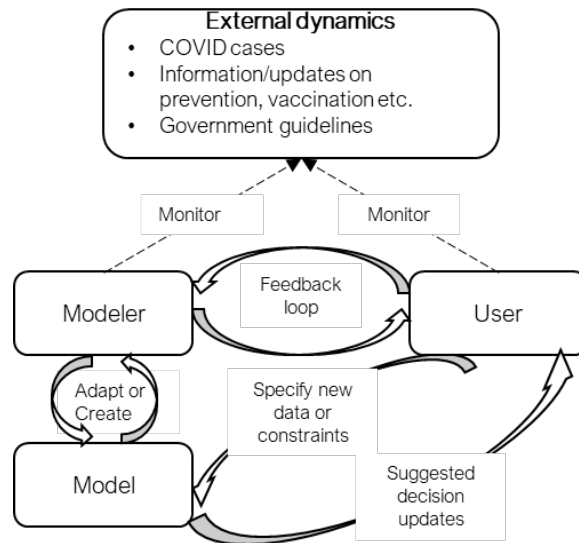 External dynamics
• COVID cases
• Information/updates on
prevention, vaccination etc.
• Government guidelines
Monitor
Monitor
Modeler
Feedback
loop
User
Adapt or
Create
Specify new
data or
constraints
Model
Suggested
decision
updates